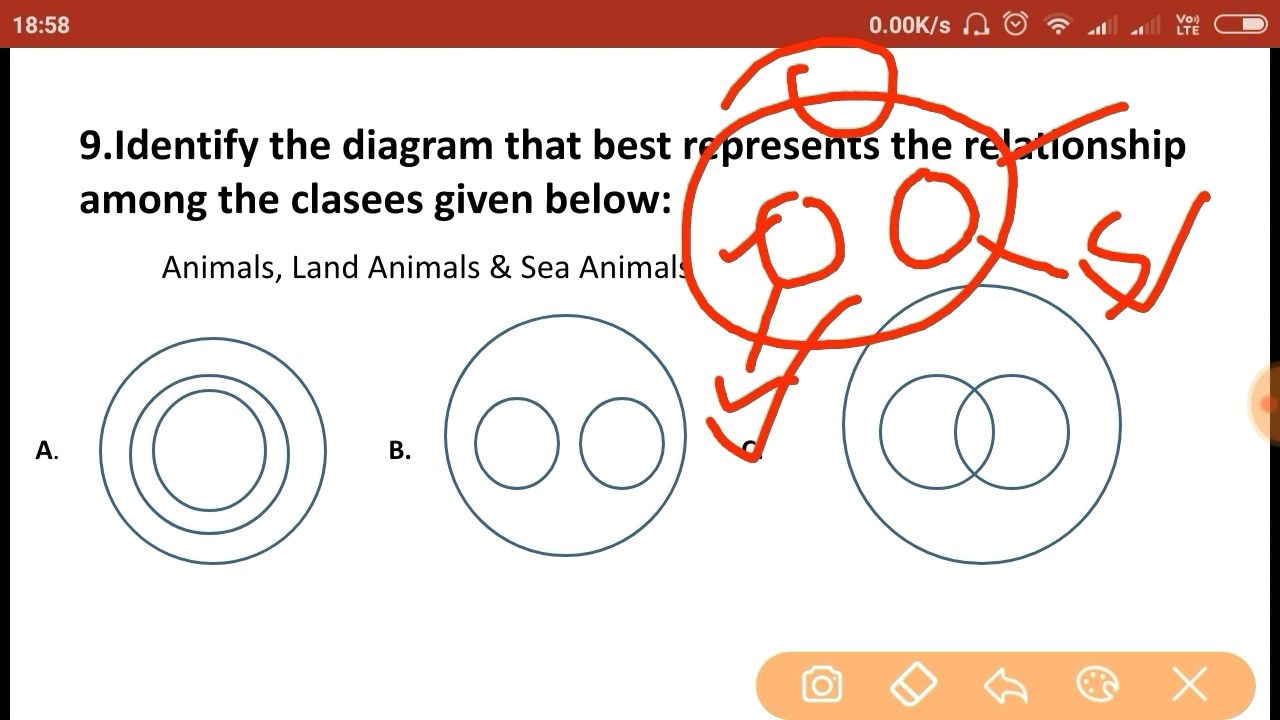 18:58
0.00K/s
Vo))
LTE
9.Identify the diagram that best represents the relationship
among the clasees given below:
Animals, Land Animals & Sea Animals
A.
B.
C.